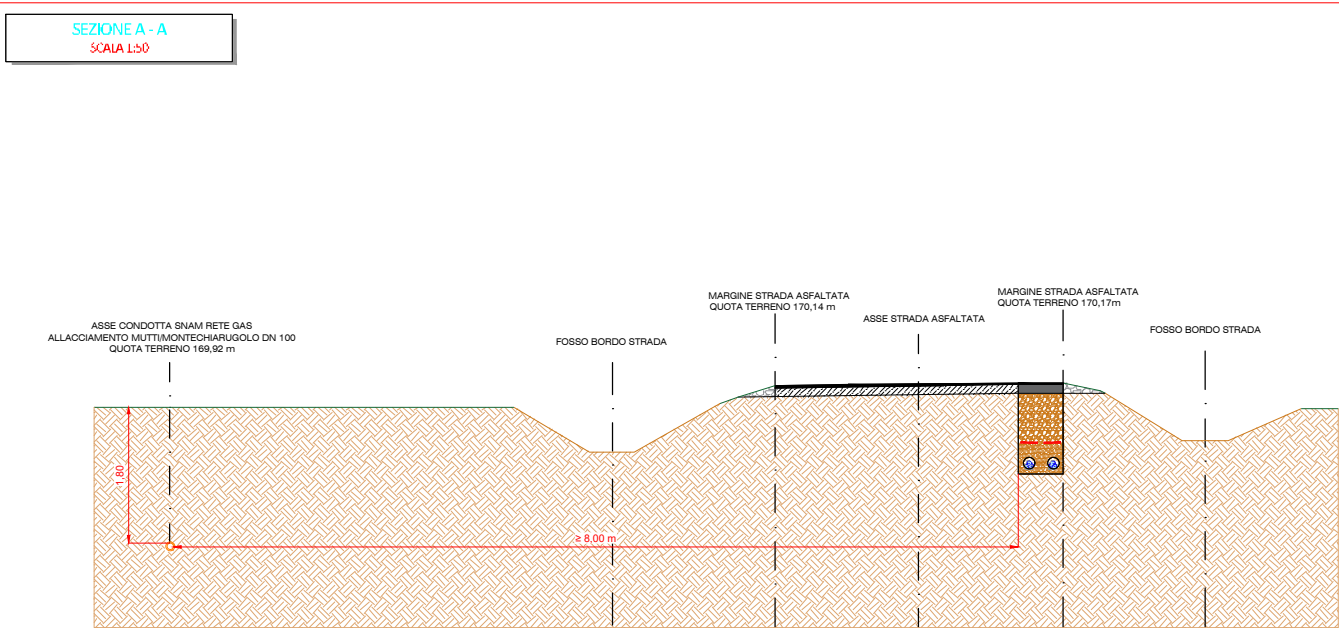 SEZIONE A - A
SCALA 1:50
MARGINE STRADA ASFALTATA
QUOTA TERRENO 170,14 m
MARGINE STRADA ASFALTATA
QUOTA TERRENO 170,17m
ASSE STRADA ASFALTATA
ASSE CONDOTTA SNAM RETE GAS
ALLACCIAMENTO MUTTI/MONTECHIARUGOLO DN 100
QUOTA TERRENO 169,92 m
FOSSO BORDO STRADA
FOSSO BORDO STRADA
1,80
≥ 8,00 m